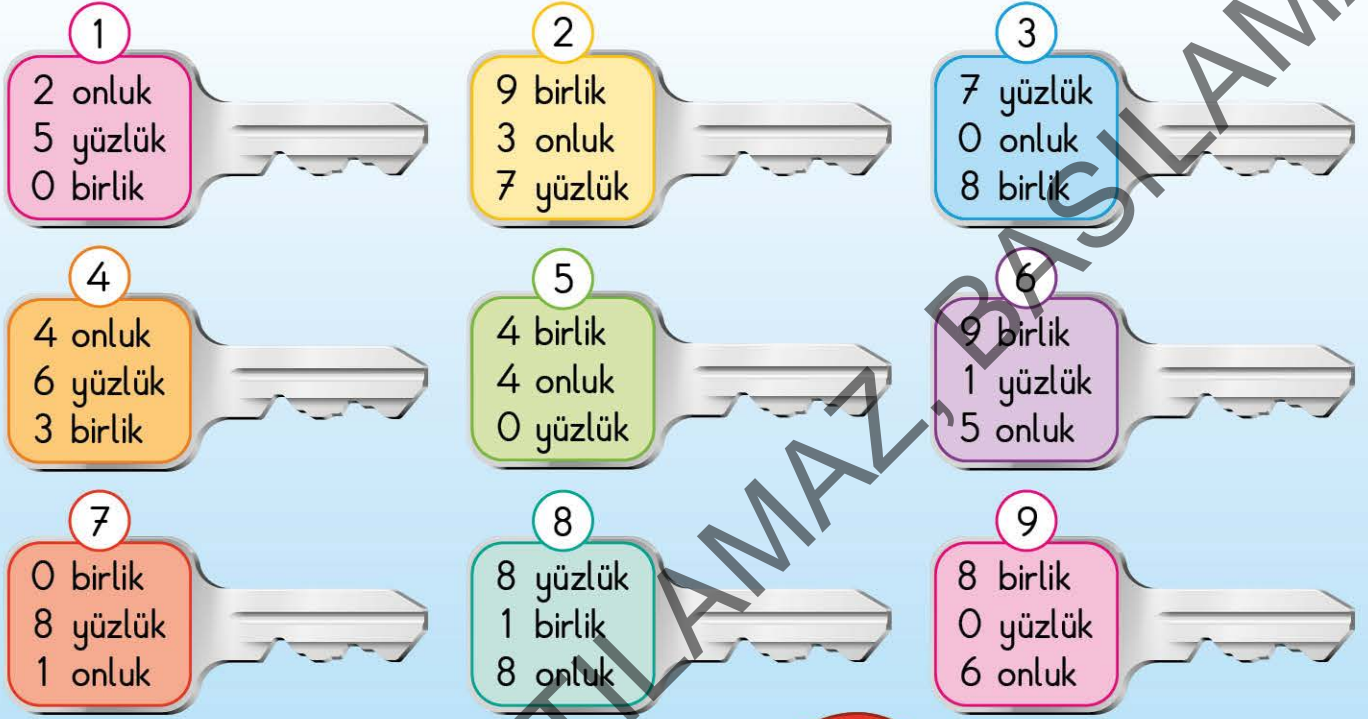 1
2 onluk
5 yüzlük
0 birlik
2
9 birlik
3 onluk
7 yüzlük
3
7 yüzlük
0 onluk
8 birlik
4
4 onluk
6 yüzlük
3 birlik
5
4 birlik
4 onluk
0 yüzlük
6
9 birlik
1 yüzlük
5 onluk
7
0 birlik
8 yüzlük
1 onluk
8
8 yüzlük
1 birlik
8 onluk
9
8 birlik
0 yüzlük
6 onluk